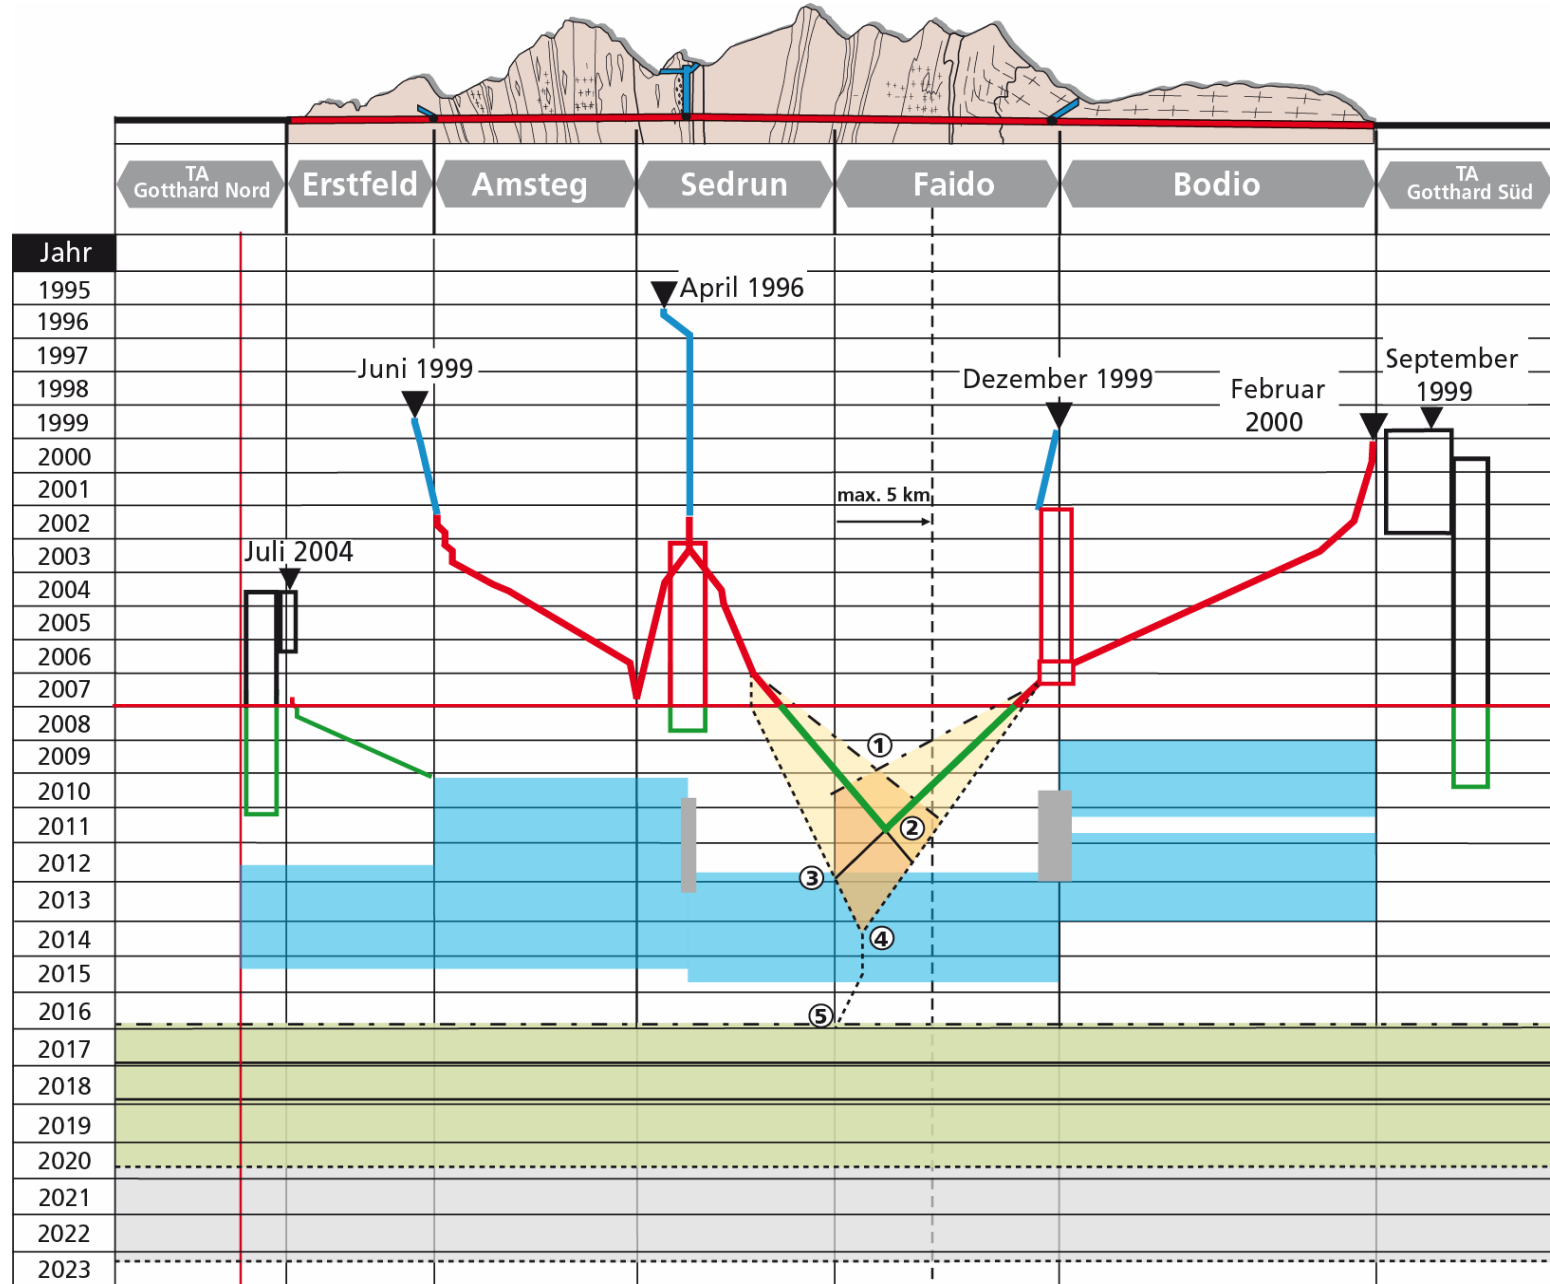 TA
Gotthard Nord
Erstfeld
Amsteg
Sedrun
Faido
Bodio
TA
Gotthard Süd
Jahr
1995
April 1996
1996
1997
Juni 1999
Dezember 1999
September
1999
1998
Februar
2000
1999
2000
2001
max. 5 km
2002
2003
Juli 2004
2004
2005
2006
2007
2008
①
2009
2010
2011
②
2012
③
2013
2014
④
2015
2016
⑤
2017
2018
2019
2020
2021
2022
2023